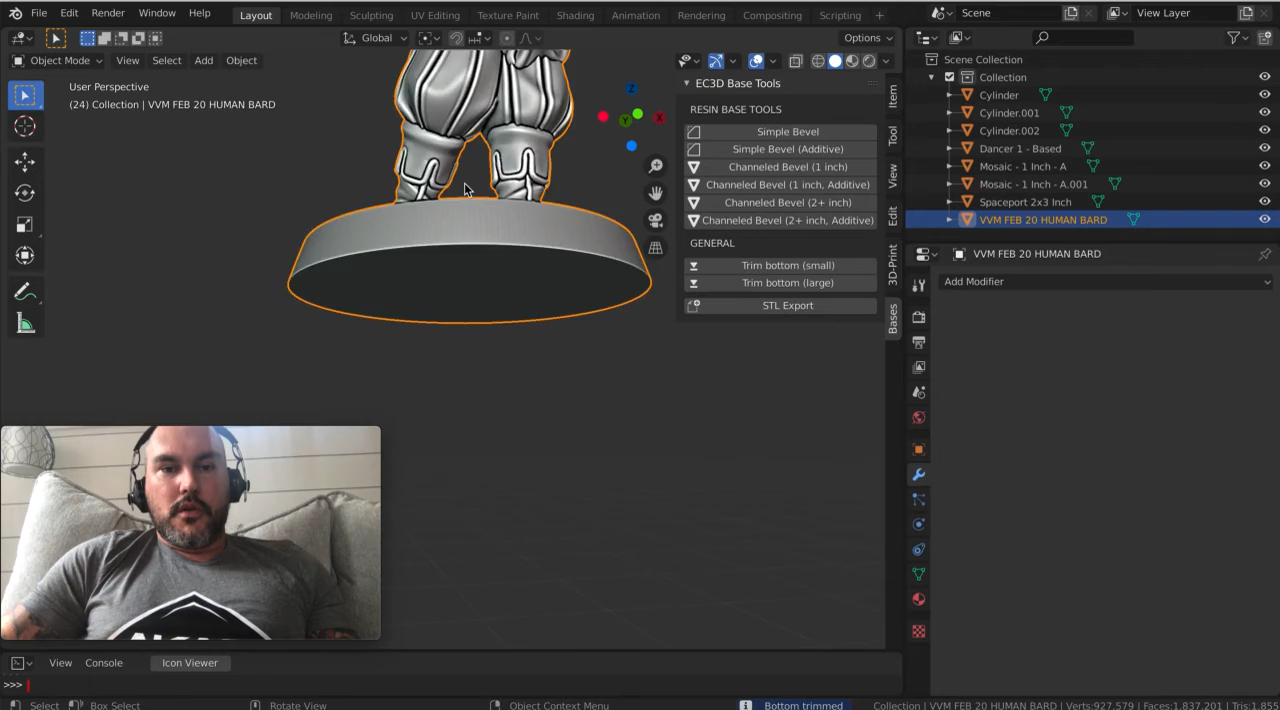 File Edit Render Window Help Layout Modeling Sculpting UV Editing Texture Paint Shading Animation Rendering Compositing Scripting + Scene View Layer
Global Options
Object Mode View Select Add Object
User Perspective
(24) Collection | VVM FEB 20 HUMAN BARD
Z
X
Y
EC3D Base Tools
RESIN BASE TOOLS
Simple Bevel
Simple Bevel (Additive)
Channeled Bevel (1 inch)
Channeled Bevel (1 inch, Additive)
Channeled Bevel (2+ inch)
Channeled Bevel (2+ inch, Additive)
GENERAL
Trim bottom (small)
Trim bottom (large)
STL Export
Item
Tool
View
Edit
3D-Print
Bases
Scene Collection
Collection
Cylinder
Cylinder.001
Cylinder.002
Dancer 1 - Based
Mosaic - 1 Inch - A
Mosaic - 1 Inch - A.001
Spaceport 2x3 Inch
VVM FEB 20 HUMAN BARD
VVM FEB 20 HUMAN BARD
Add Modifier
View Console Icon Viewer
>>>
Select Box Select Rotate View Object Context Menu Bottom trimmed Collection | VVM FEB 20 HUMAN BARD | Verts:927,579 | Faces:1,837,201 | Tris:1,855